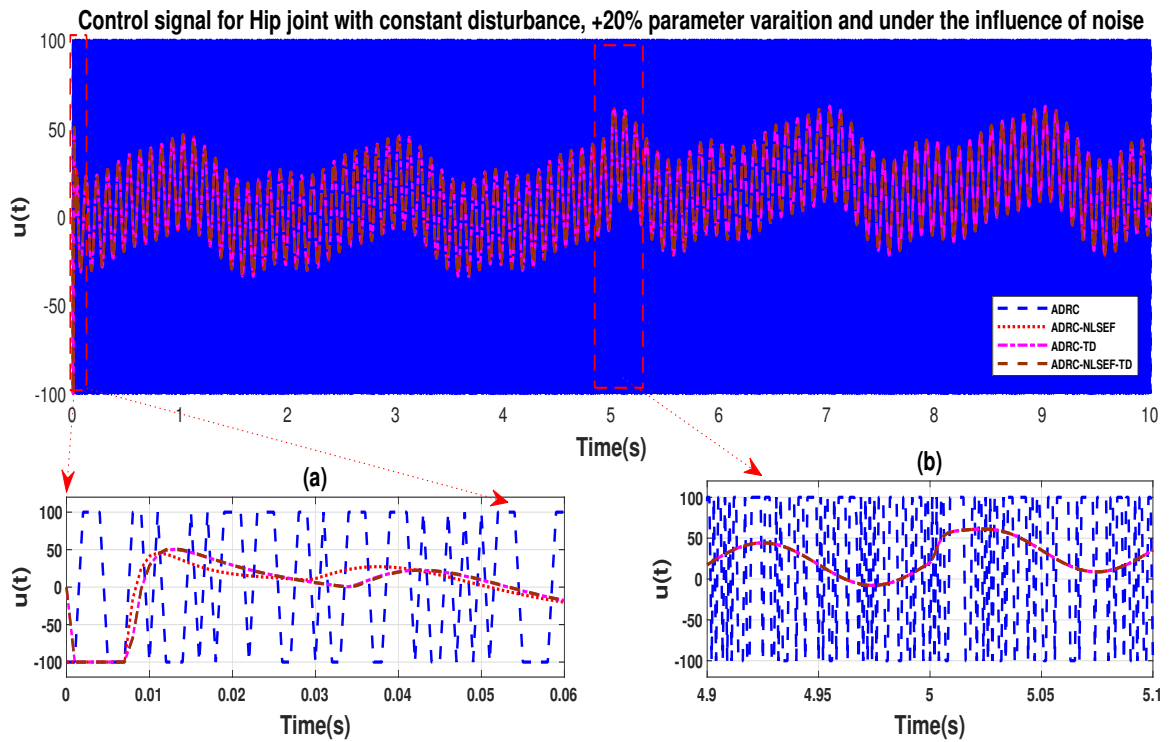 Control signal for Hip joint with constant disturbance, +20% parameter varaition and under the influence of noise
u(t)
100
50
0
-50
-100
0 1 2 3 4 5 6 7 8 9 10
Time(s)
ADRC
ADRC-NLSEF
ADRC-TD
ADRC-NLSEF-TD
(a)
u(t)
100
50
0
-50
-100
0 0.01 0.02 0.03 0.04 0.05 0.06
Time(s)
(b)
u(t)
100
50
0
-50
-100
4.9 4.95 5 5.05 5.1
Time(s)